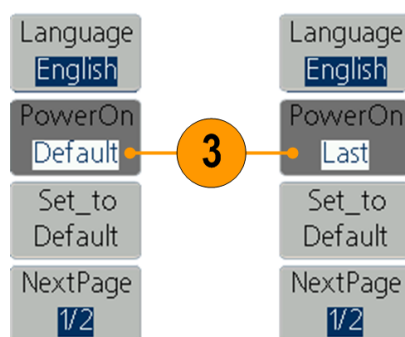 Language
English
PowerOn
Default
Set_to
Default
NextPage
1/2
3
Language
English
PowerOn
Last
Set_to
Default
NextPage
1/2